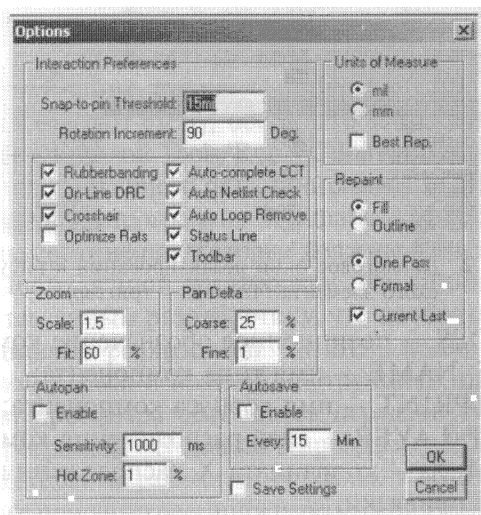 Options
Interaction Preferences
Snap-to-pin Threshold: 15mil
Rotation Increment: 90 Deg.
Rubberbanding
On-Line DRC
Crosshair
Optimize Rats
Auto-complete CCT
Auto Netlist Check
Auto Loop Remove
Status Line
Toolbar
Units of Measure
mil
mm
Best Rep.
Repaint
Fill
Outline
One Pass
Formal
Current Last
Zoom
Scale: 1.5
Fit: 60 %
Pan Delta
Coarse: 25 %
Fine: 1 %
Autopan
Enable
Sensitivity: 1000 ms
Hot Zone: 1 %
Autosave
Enable
Every: 15 Min.
Save Settings
OK
Cancel